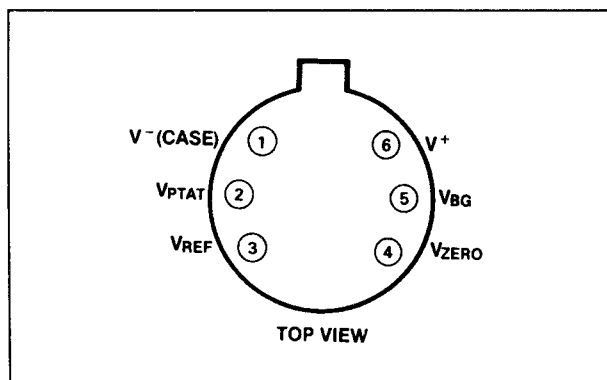 V⁻(CASE) 1 6 V⁺
VPTAT 2 5 VBG
VREF 3 4 VZERO
TOP VIEW